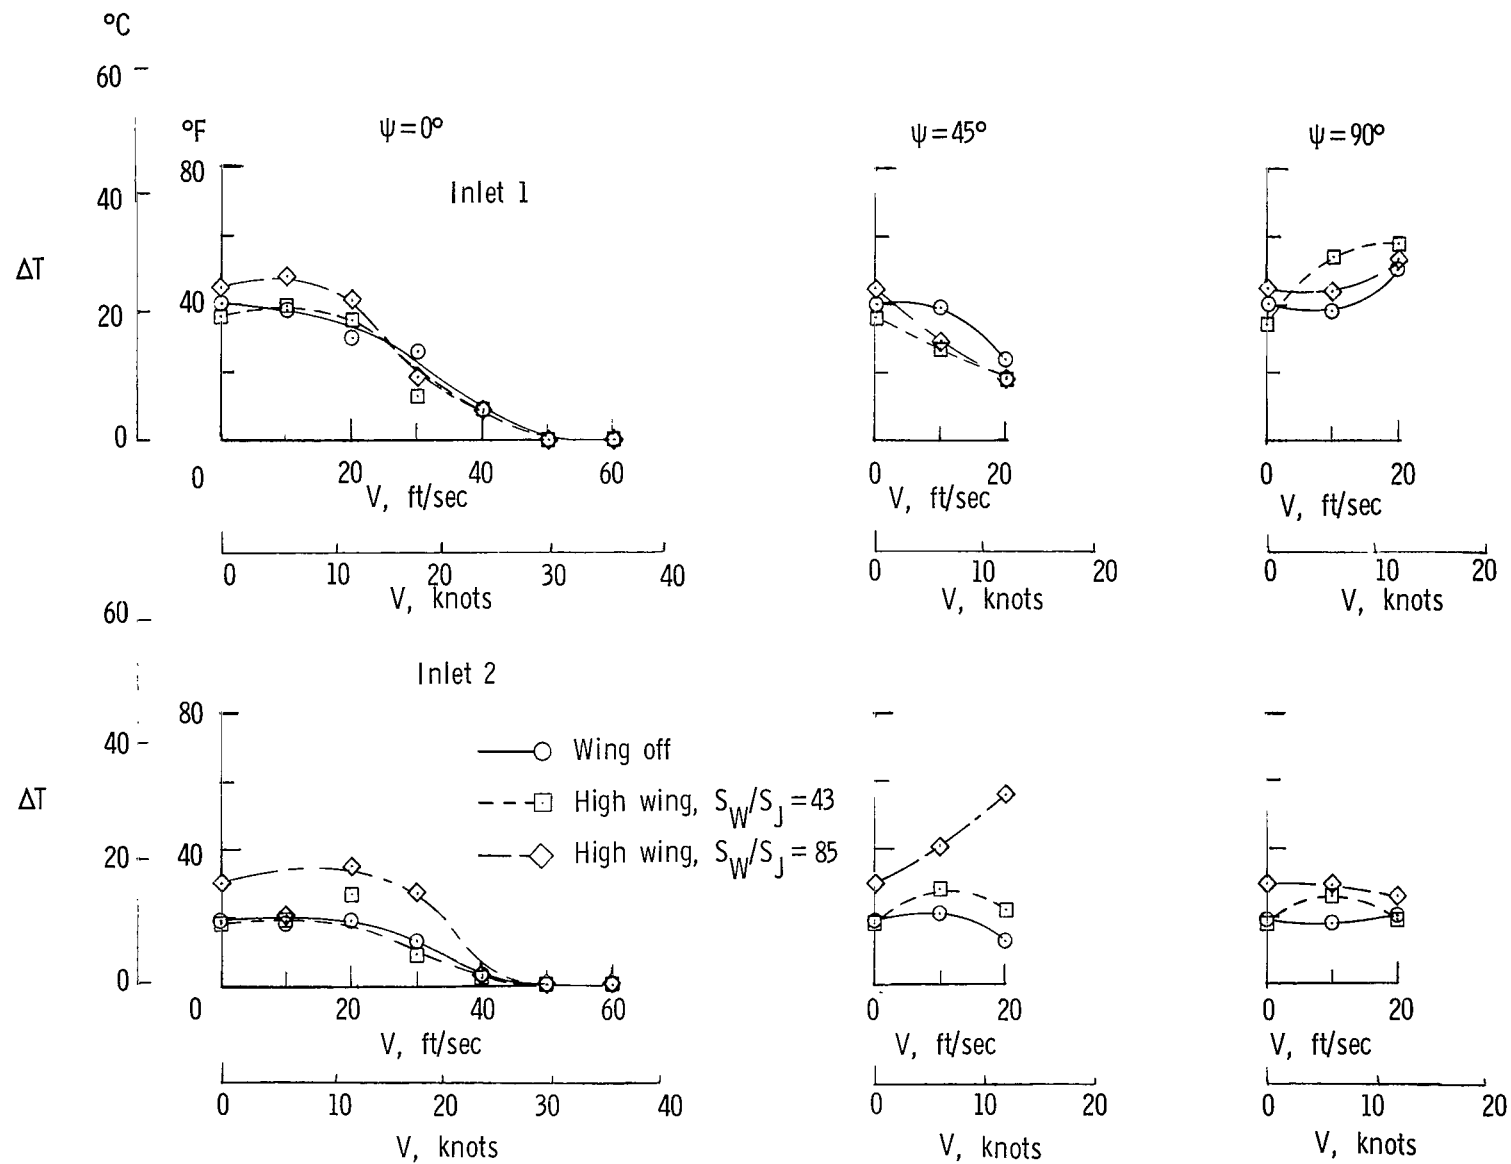 °C
60
°F ψ=0° ψ=45° ψ=90°
80
Inlet 1
40
ΔT
40
20
0
0 20 40 60 0 20 0 20
V, ft/sec V, ft/sec V, ft/sec
0 10 20 30 40 0 10 20 0 10 20
V, knots V, knots V, knots
60
Inlet 2
80
40
Wing off
ΔT
High wing, S_W/S_J=43
40
20
High wing, S_W/S_J=85
0
0 20 40 60 0 20 0 20
V, ft/sec V, ft/sec V, ft/sec
0 10 20 30 40 0 10 20 0 10 20
V, knots V, knots V, knots